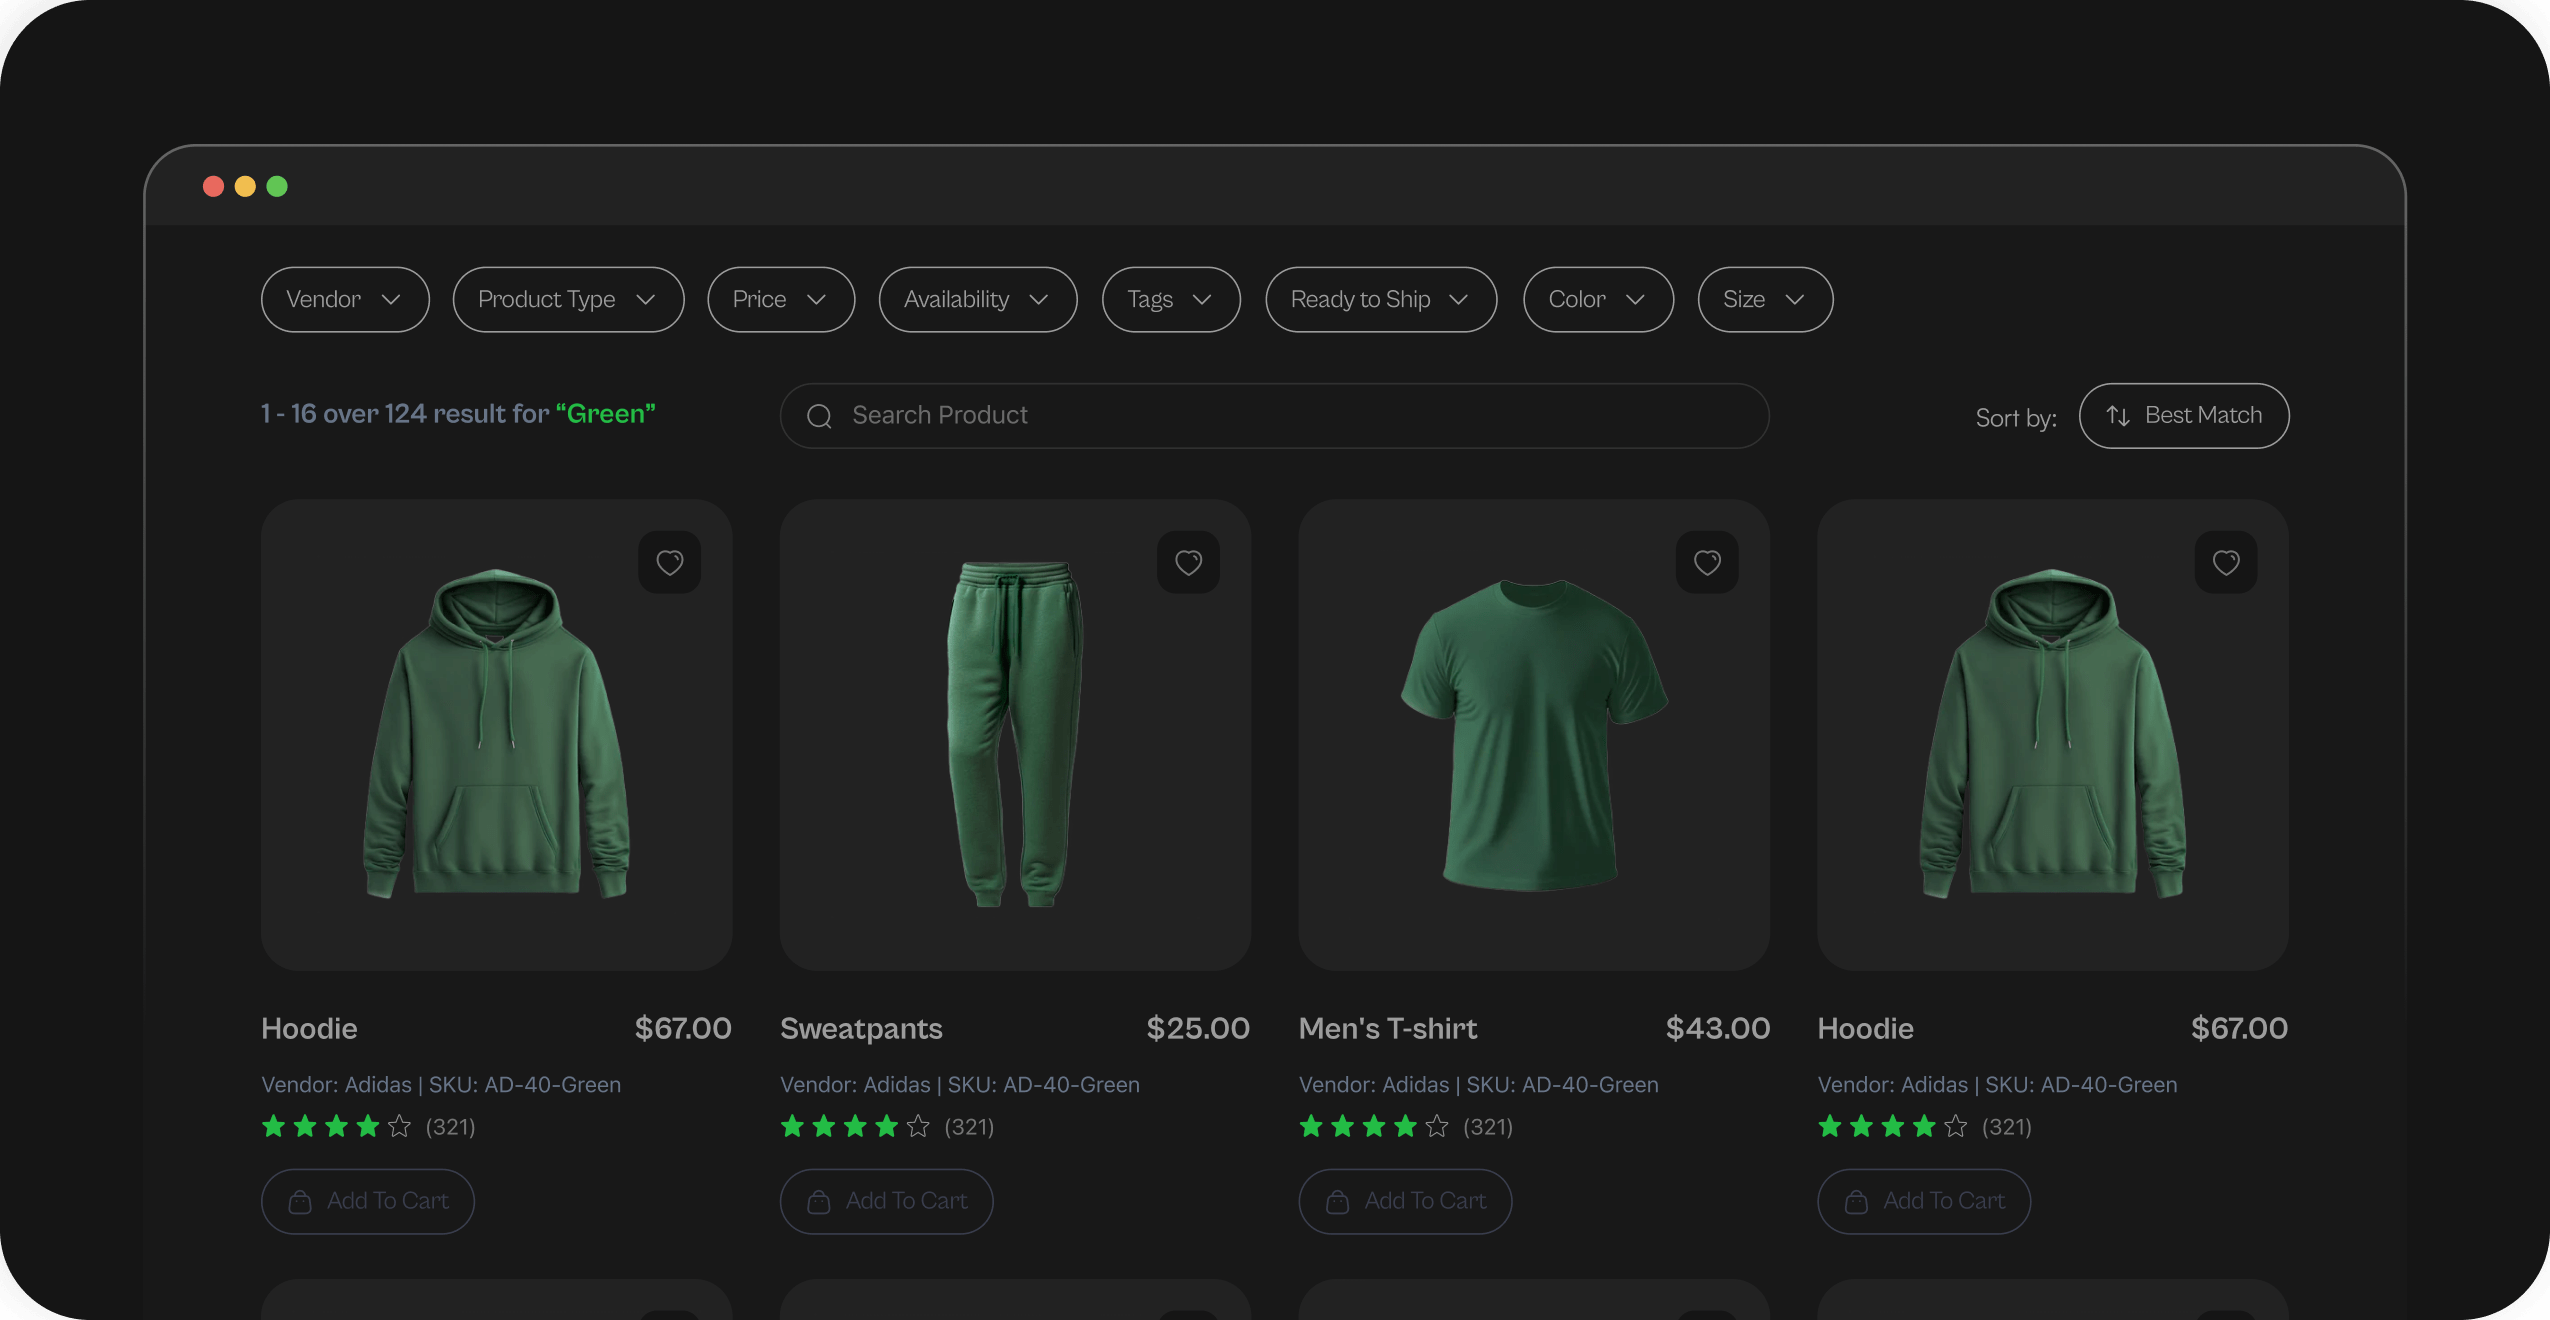 Vendor
Product Type
Price
Availability
Tags
Ready to Ship
Color
Size
1 - 16 over 124 result for “Green”
Search Product
Sort by:
Best Match
Hoodie $67.00
Vendor: Adidas | SKU: AD-40-Green
(321)
Add To Cart
Sweatpants $25.00
Vendor: Adidas | SKU: AD-40-Green
(321)
Add To Cart
Men's T-shirt $43.00
Vendor: Adidas | SKU: AD-40-Green
(321)
Add To Cart
Hoodie $67.00
Vendor: Adidas | SKU: AD-40-Green
(321)
Add To Cart